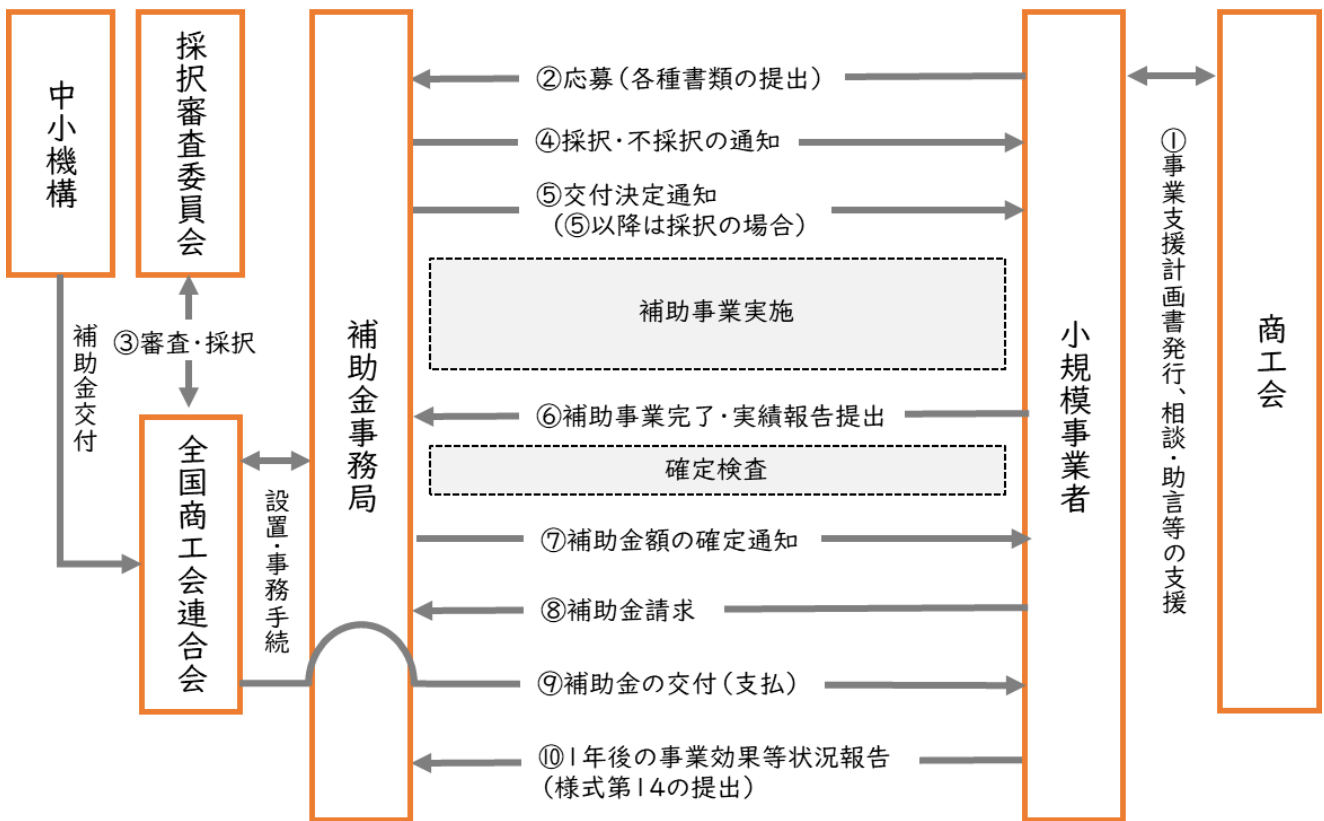 中小機構
採択審査委員会
補助金事務局
小規模事業者
商工会
全国商工会連合会
①事業支援計画書発行、相談・助言等の支援
②応募(各種書類の提出)
③審査・採択
④採択・不採択の通知
⑤交付決定通知
(⑤以降は採択の場合)
補助事業実施
⑥補助事業完了・実績報告提出
確定検査
⑦補助金額の確定通知
⑧補助金請求
⑨補助金の交付(支払)
⑩1年後の事業効果等状況報告
(様式第14の提出)
補助金交付
設置・事務手続